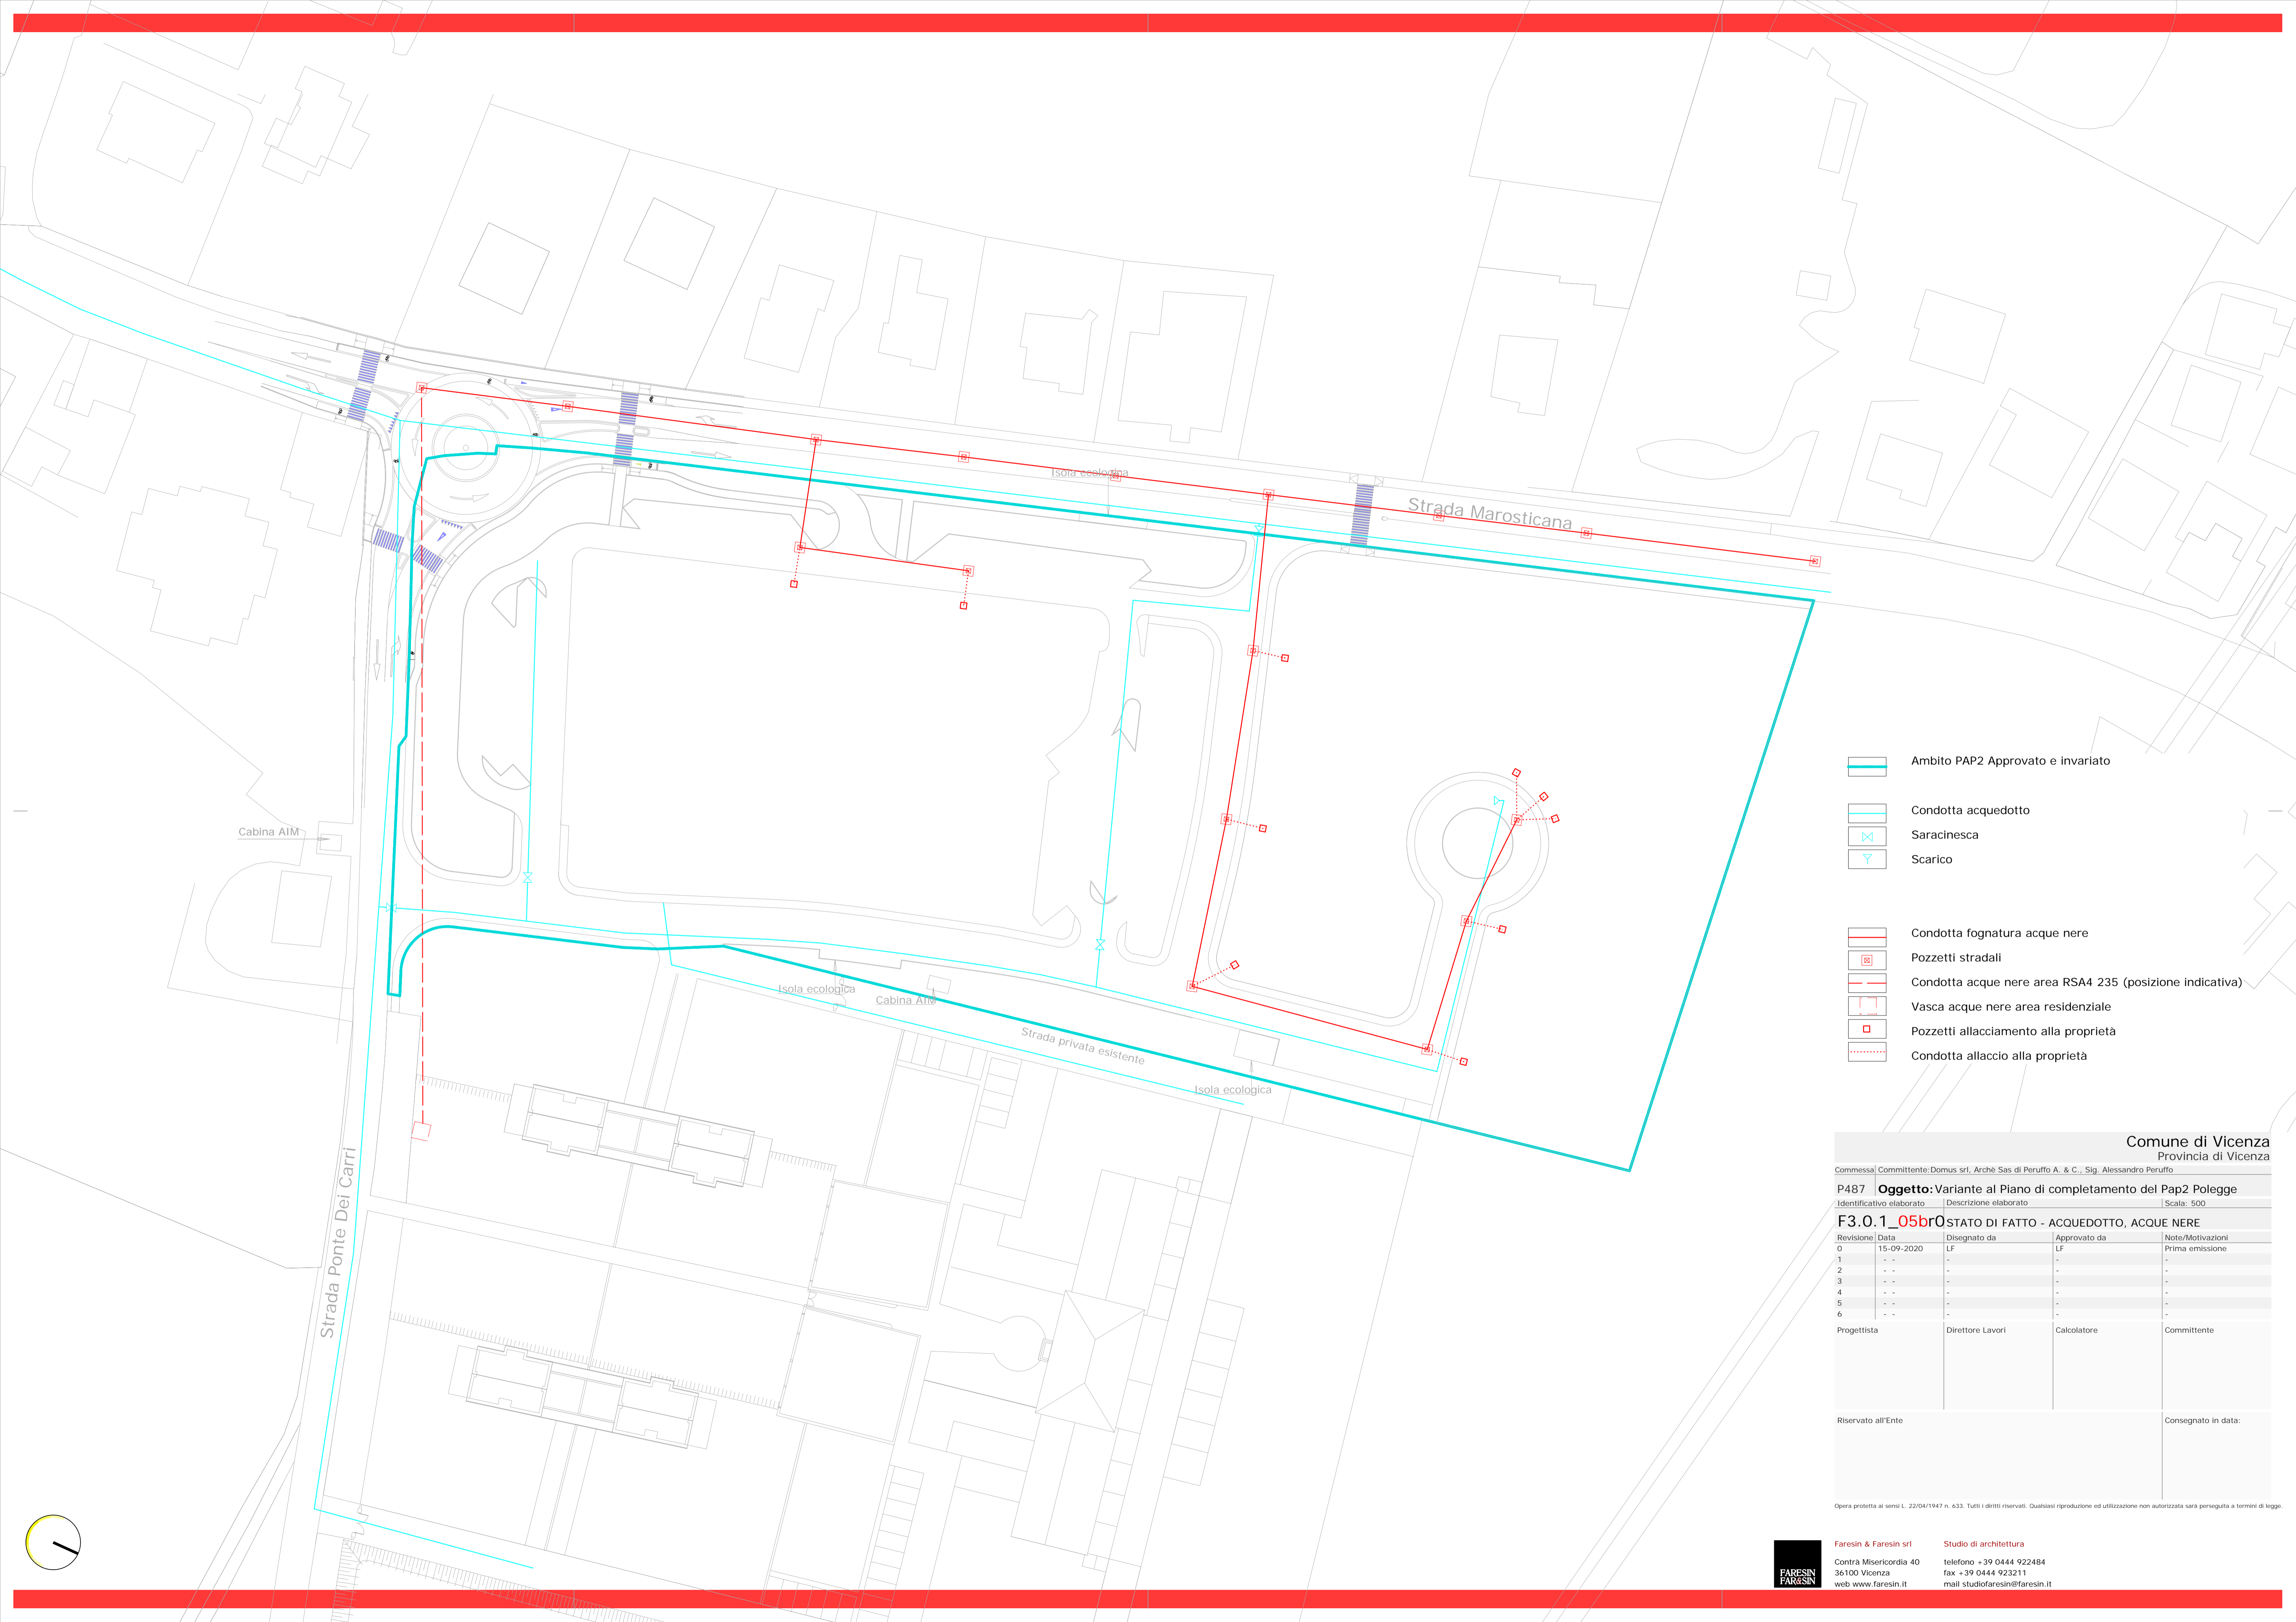 Isola ecologica
Strada Marosticana
Cabina AIM
Isola ecologica
Cabina AIM
Strada privata esistente
Isola ecologica
Strada Ponte Dei Carri
Ambito PAP2 Approvato e invariato
Condotta acquedotto
Saracinesca
Scarico
Condotta fognatura acque nere
Pozzetti stradali
Condotta acque nere area RSA4 235 (posizione indicativa)
Vasca acque nere area residenziale
Pozzetti allacciamento alla proprietà
Condotta allaccio alla proprietà
Comune di Vicenza
Provincia di Vicenza
Commessa Committente: Domus srl, Archè Sas di Peruffo A. & C., Sig. Alessandro Peruffo
P487 Oggetto: Variante al Piano di completamento del Pap2 Polegge
Identificativo elaborato Descrizione elaborato Scala: 500
F3.0.1_05br0 STATO DI FATTO - ACQUEDOTTO, ACQUE NERE
Revisione Data Disegnato da Approvato da Note/Motivazioni
0 15-09-2020 LF LF Prima emissione
1 - - - - -
2 - - - - -
3 - - - - -
4 - - - - -
5 - - - - -
6 - - - - -
Progettista Direttore Lavori Calcolatore Committente
Riservato all'Ente Consegnato in data:
Opera protetta ai sensi L. 22/04/1947 n. 633. Tutti i diritti riservati. Qualsiasi riproduzione ed utilizzazione non autorizzata sarà perseguita a termini di legge.
FARESIN
FAR&SIN
Faresin & Faresin srl Studio di architettura
Contrà Misericordia 40 telefono +39 0444 922484
36100 Vicenza fax +39 0444 923211
web www.faresin.it mail studiofaresin@faresin.it